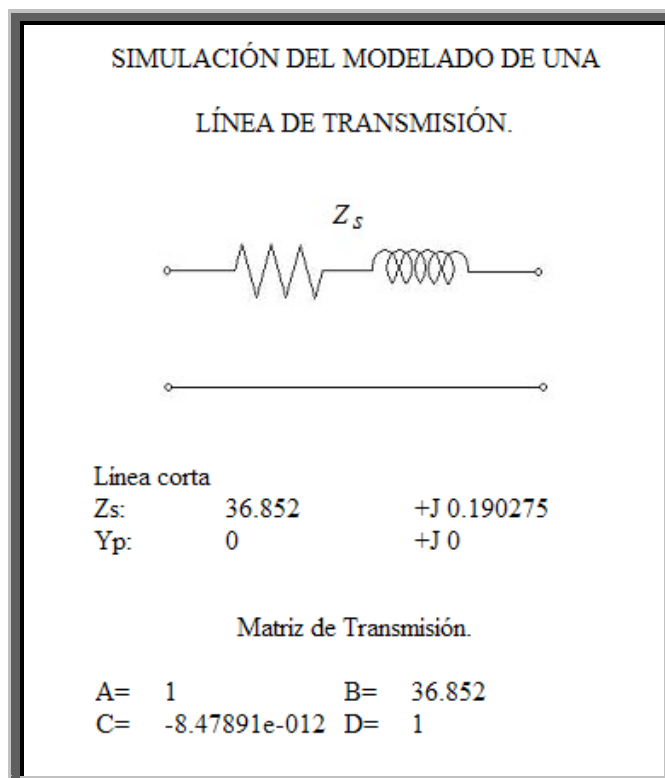 SIMULACIÓN DEL MODELADO DE UNA
LÍNEA DE TRANSMISIÓN.
Z S
Línea corta
Zs: 36.852 +J 0.190275
Yp: 0 +J 0
Matriz de Transmisión.
A= 1 B= 36.852
C= -8.47891e-012 D= 1